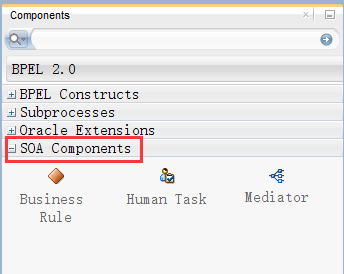 Components
BPEL 2.0
BPEL Constructs
Subprocesses
Oracle Extensions
SOA Components
Business Rule
Human Task
Mediator